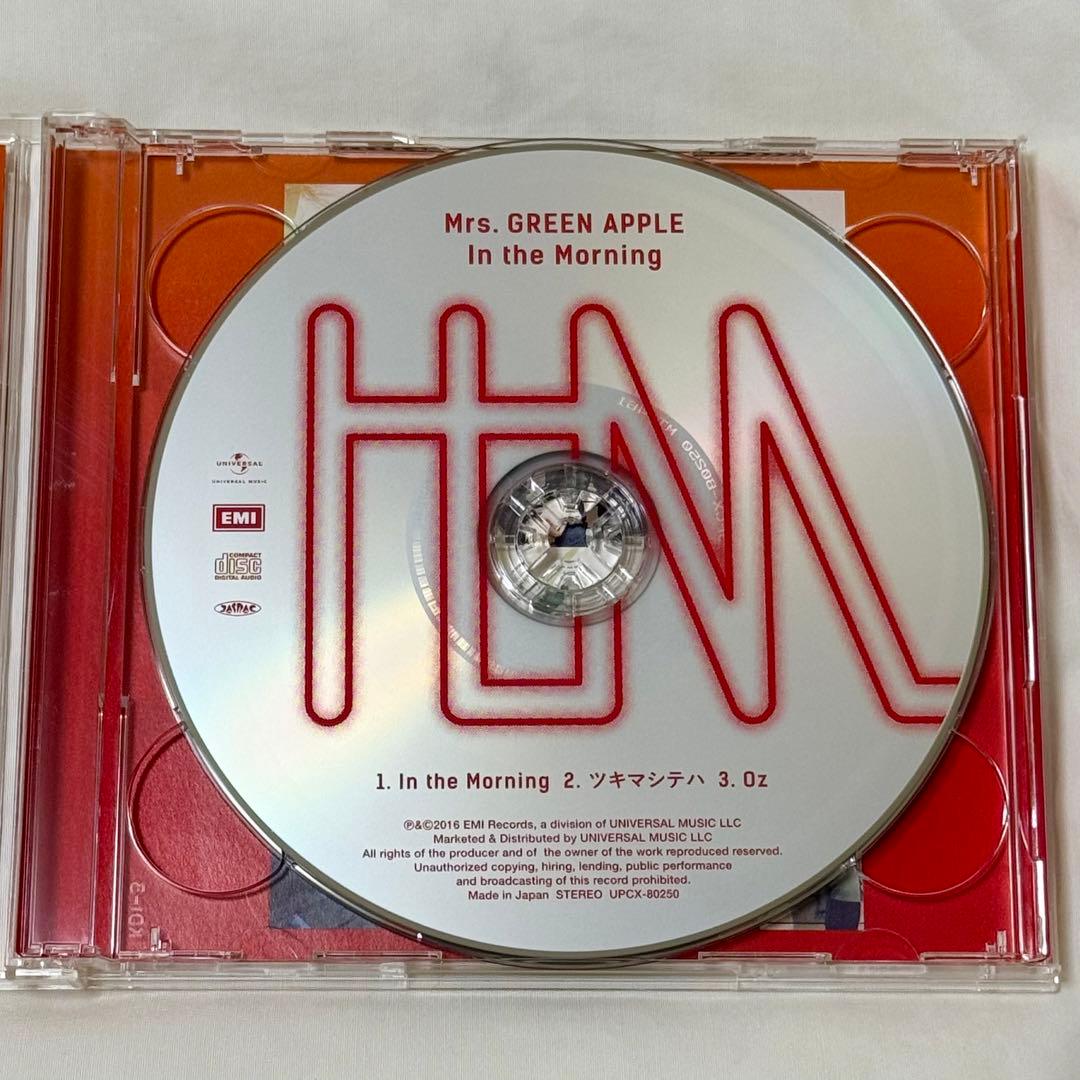 Mrs. GREEN APPLE
In the Morning
UNIVERSAL
UNIVERSAL MUSIC
EMI
COMPACT
disc
DIGITAL AUDIO
JASRAC
1. In the Morning 2. ツキマシテハ 3. Oz
℗&©2016 EMI Records, a division of UNIVERSAL MUSIC LLC
Marketed & Distributed by UNIVERSAL MUSIC LLC
All rights of the producer and of the owner of the work reproduced reserved.
Unauthorized copying, hiring, lending, public performance
and broadcasting of this record prohibited.
Made in Japan STEREO UPCX-80250